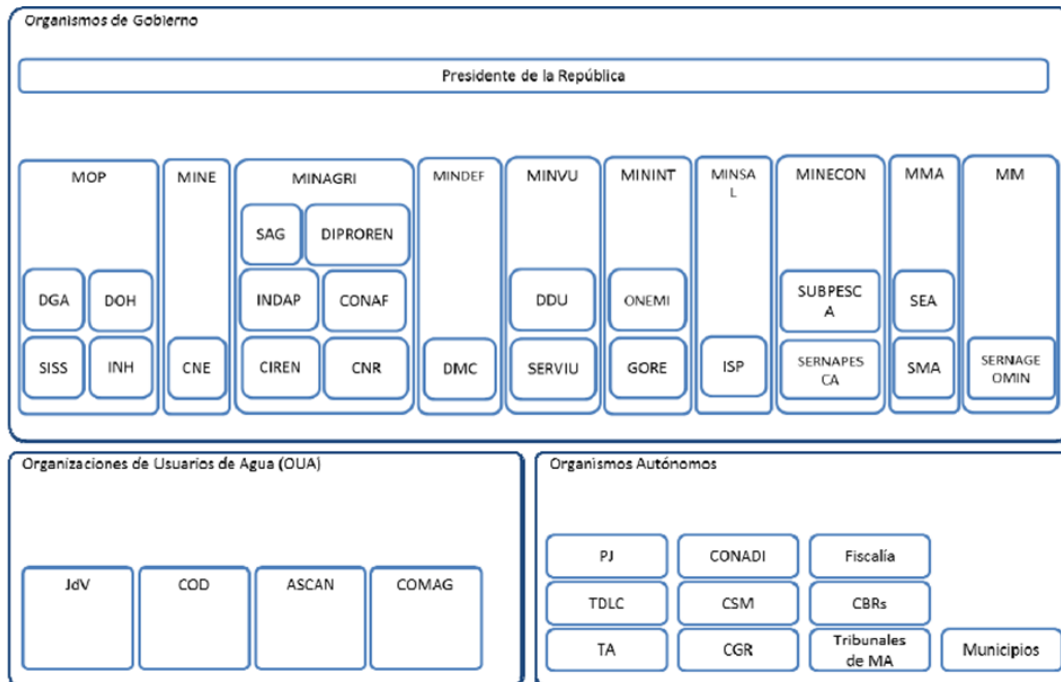 Organismos de Gobierno
Presidente de la República
MOP
MINE
MINAGRI
MINDEF
MINVU
MININT
MINSA
L
MINECON
MMA
MM
SAG
DIPROREN
DGA
DOH
INDAP
CONAF
DDU
ONEMI
SUBPESC
A
SEA
SISS
INH
CNE
CIREN
CNR
DMC
SERVIU
GORE
ISP
SERNAPES
CA
SMA
SERNAGE
OMIN
Organizaciones de Usuarios de Agua (OUA)
JdV
COD
ASCAN
COMAG
Organismos Autónomos
PJ
CONADI
Fiscalía
TDLC
CSM
CBRs
TA
CGR
Tribunales
de MA
Municipios